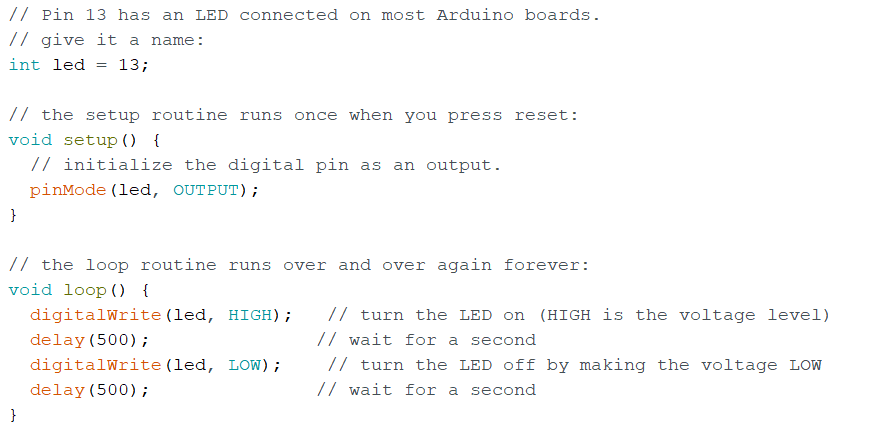 // Pin 13 has an LED connected on most Arduino boards.
// give it a name:
int led = 13;

// the setup routine runs once when you press reset:
void setup() {
  // initialize the digital pin as an output.
  pinMode(led, OUTPUT);
}

// the loop routine runs over and over again forever:
void loop() {
  digitalWrite(led, HIGH);   // turn the LED on (HIGH is the voltage level)
  delay(500);               // wait for a second
  digitalWrite(led, LOW);    // turn the LED off by making the voltage LOW
  delay(500);               // wait for a second
}